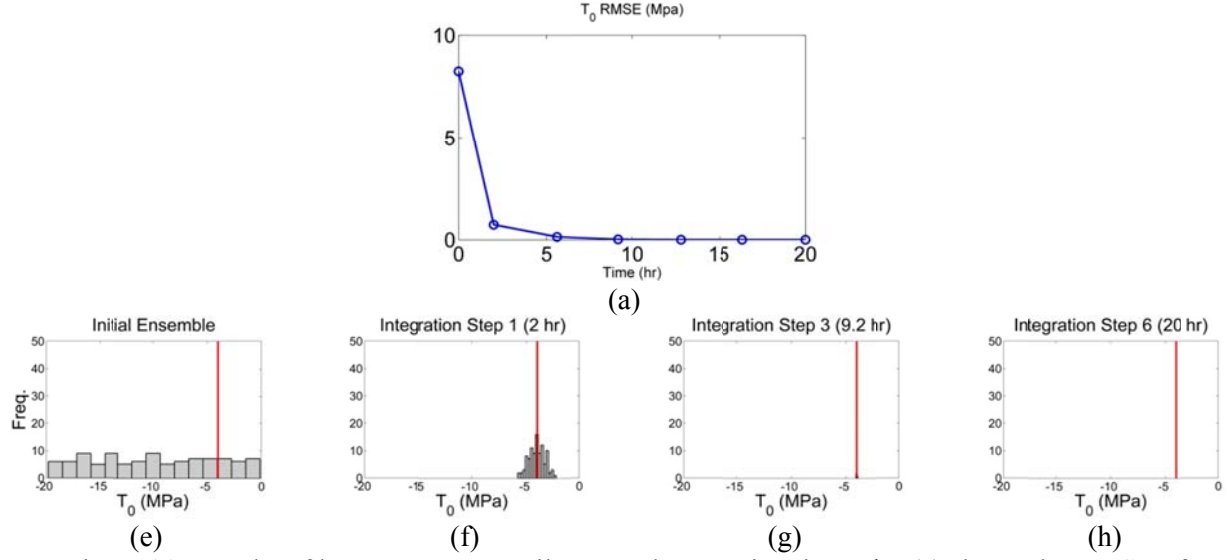 T0 RMSE (Mpa)
10
5
0
0 5 10 15 20
Time (hr)
(a)
Initial Ensemble
Integration Step 1 (2 hr)
Integration Step 3 (9.2 hr)
Integration Step 6 (20 hr)
50
40
30
20
10
0
Freq.
-20 -15 -10 -5 0
T0 (MPa)
50
40
30
20
10
0
-20 -15 -10 -5 0
T0 (MPa)
50
40
30
20
10
0
-20 -15 -10 -5 0
T0 (MPa)
50
40
30
20
10
0
-20 -15 -10 -5 0
T0 (MPa)
(e)
(f)
(g)
(h)